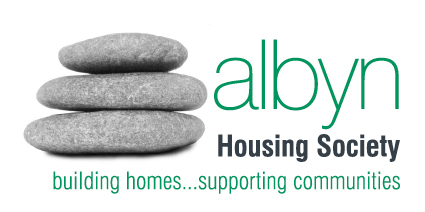 albyn
Housing Society
building homes...supporting communities